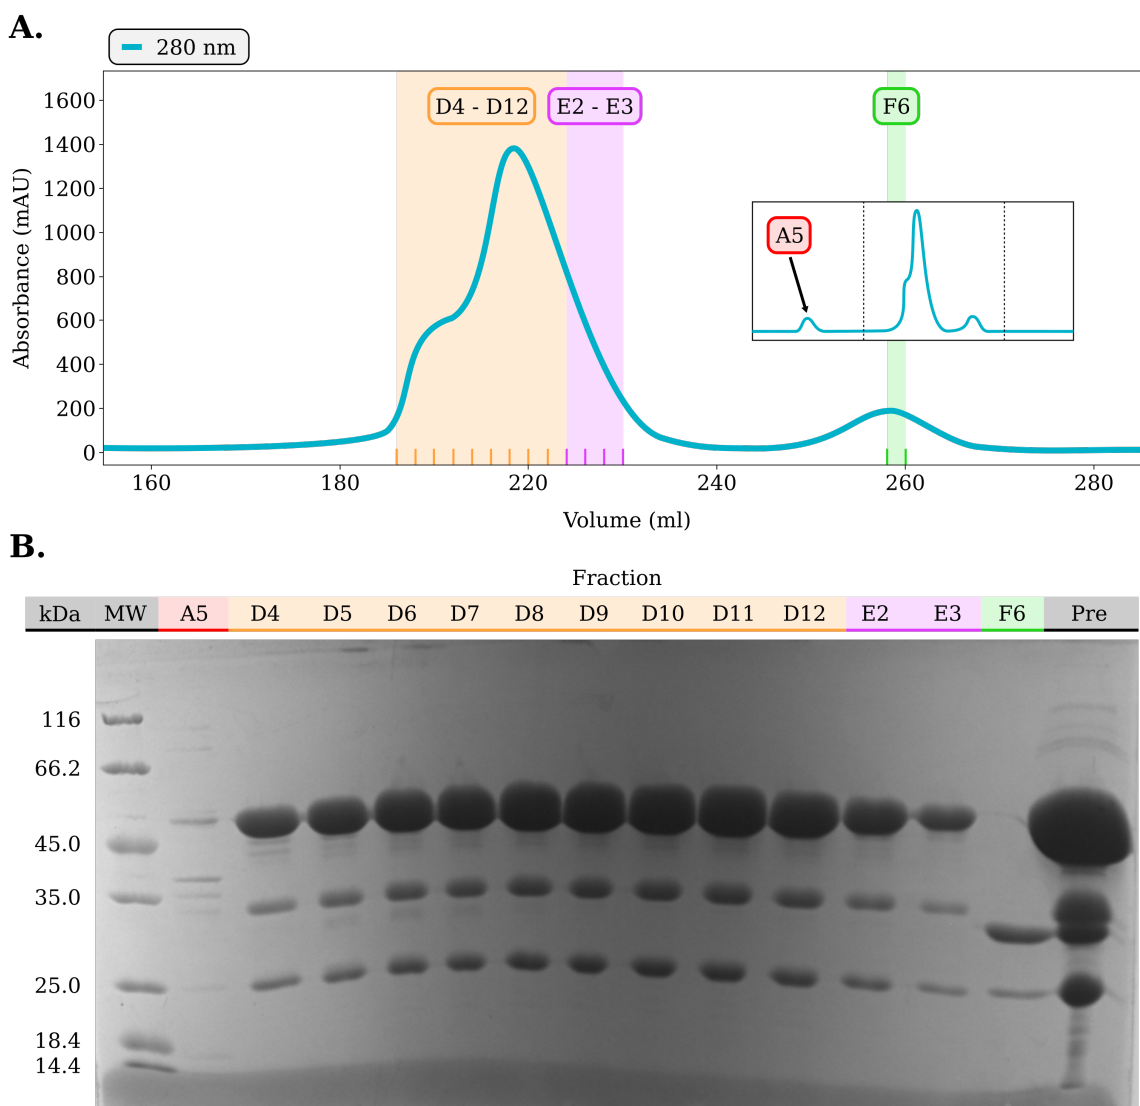 A.
280 nm
D4 - D12 E2 - E3 F6
1600
1400
1200
1000
800
600
400
200
0
Absorbance (mAU)
A5
160 180 200 220 240 260 280
Volume (ml)
B.
Fraction
kDa MW A5 D4 D5 D6 D7 D8 D9 D10 D11 D12 E2 E3 F6 Pre
116
66.2
45.0
35.0
25.0
18.4
14.4